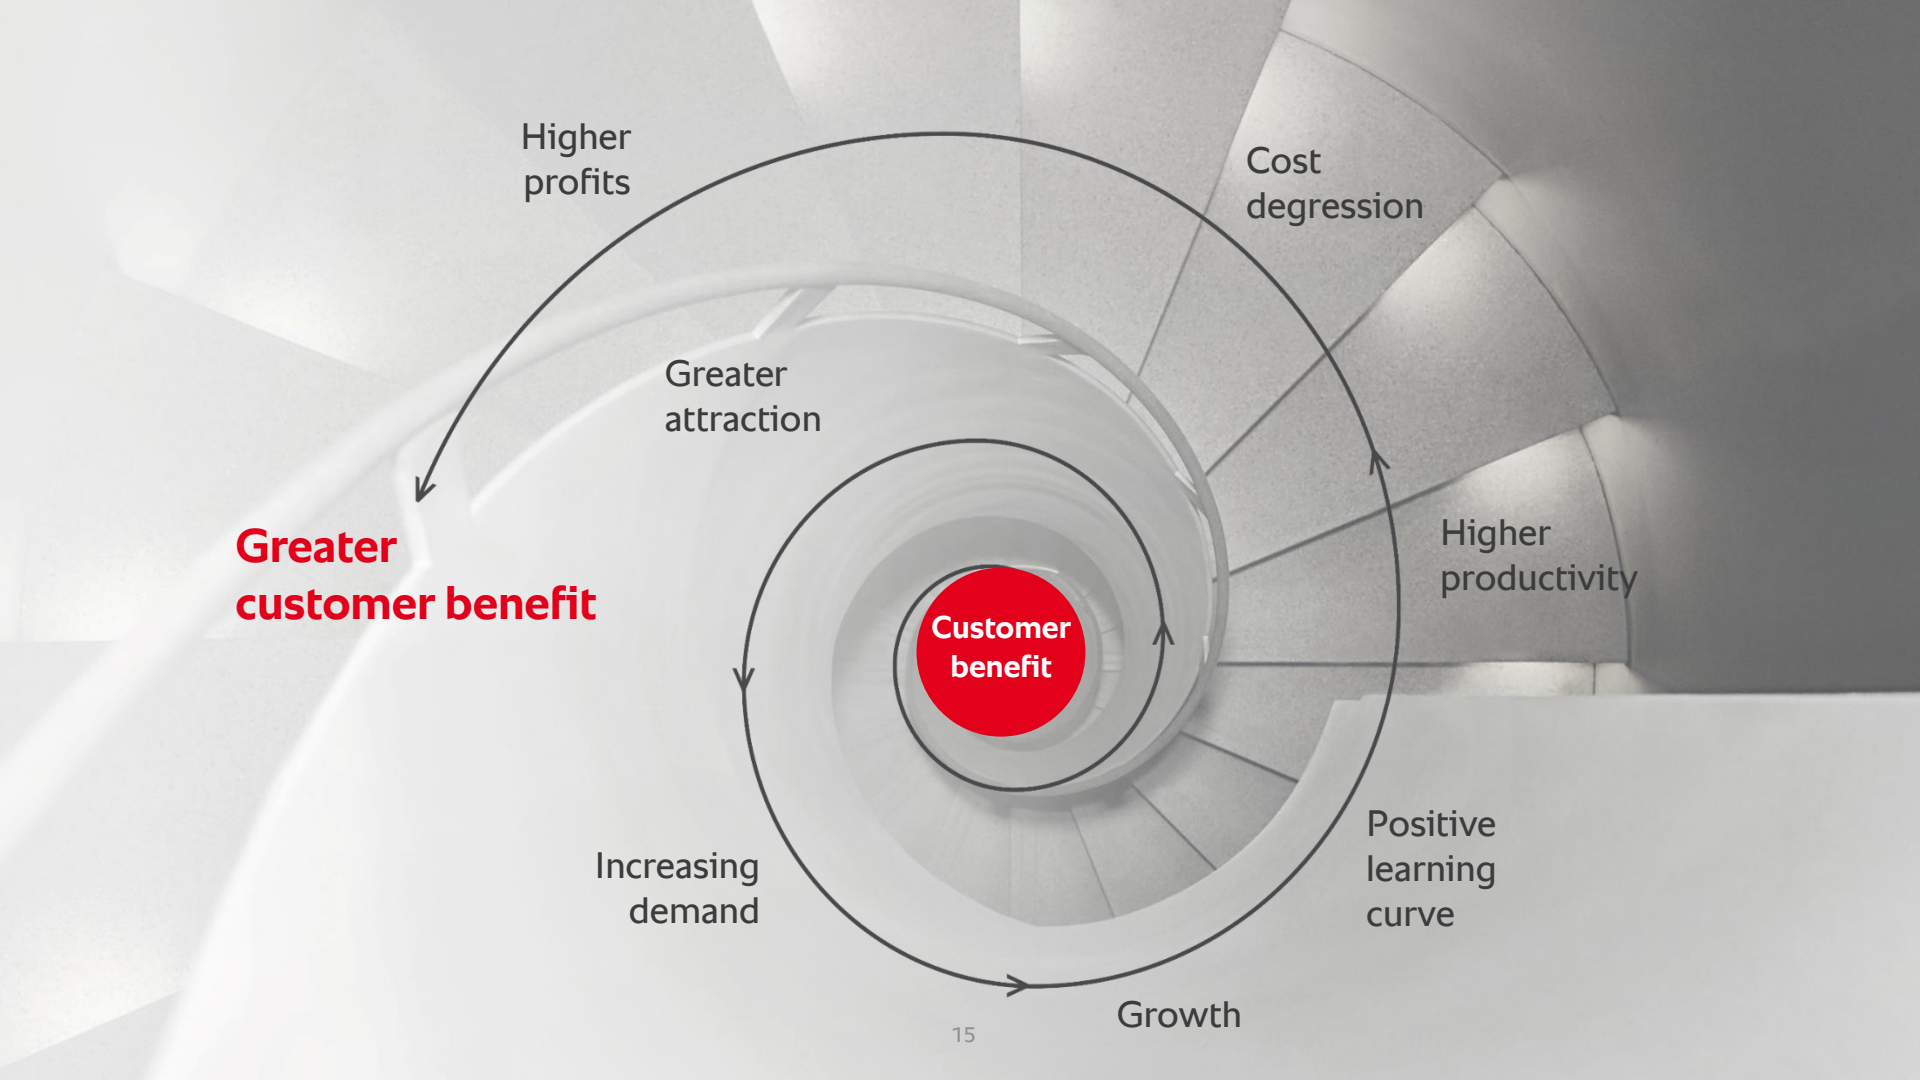 Higher
profits
Cost
degression
Greater
attraction
Higher
productivity
Greater
customer benefit
Customer
benefit
Positive
learning
curve
Increasing
demand
Growth
15